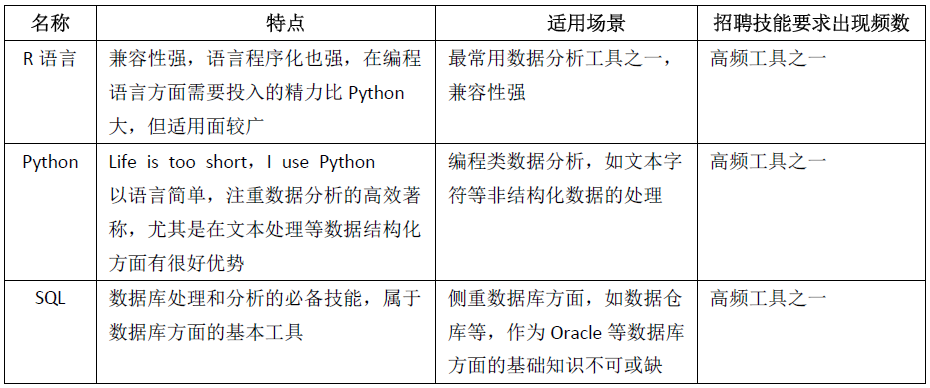 名称 特点 适用场景 招聘技能要求出现频数
R 语言 兼容性强，语言程序化也强，在编程 最常用数据分析工具之一， 高频工具之一
语言方面需要投入的精力比 Python 兼容性强
大，但适用面较广
Python Life is too short，I use Python 编程类数据分析，如文本字 高频工具之一
以语言简单，注重数据分析的高效著 符等非结构化数据的处理
称，尤其是在文本处理等数据结构化
方面有很好优势
SQL 数据库处理和分析的必备技能，属于 侧重数据库方面，如数据仓 高频工具之一
数据库方面的基本工具 库等，作为 Oracle 等数据库
方面的基础知识不可或缺